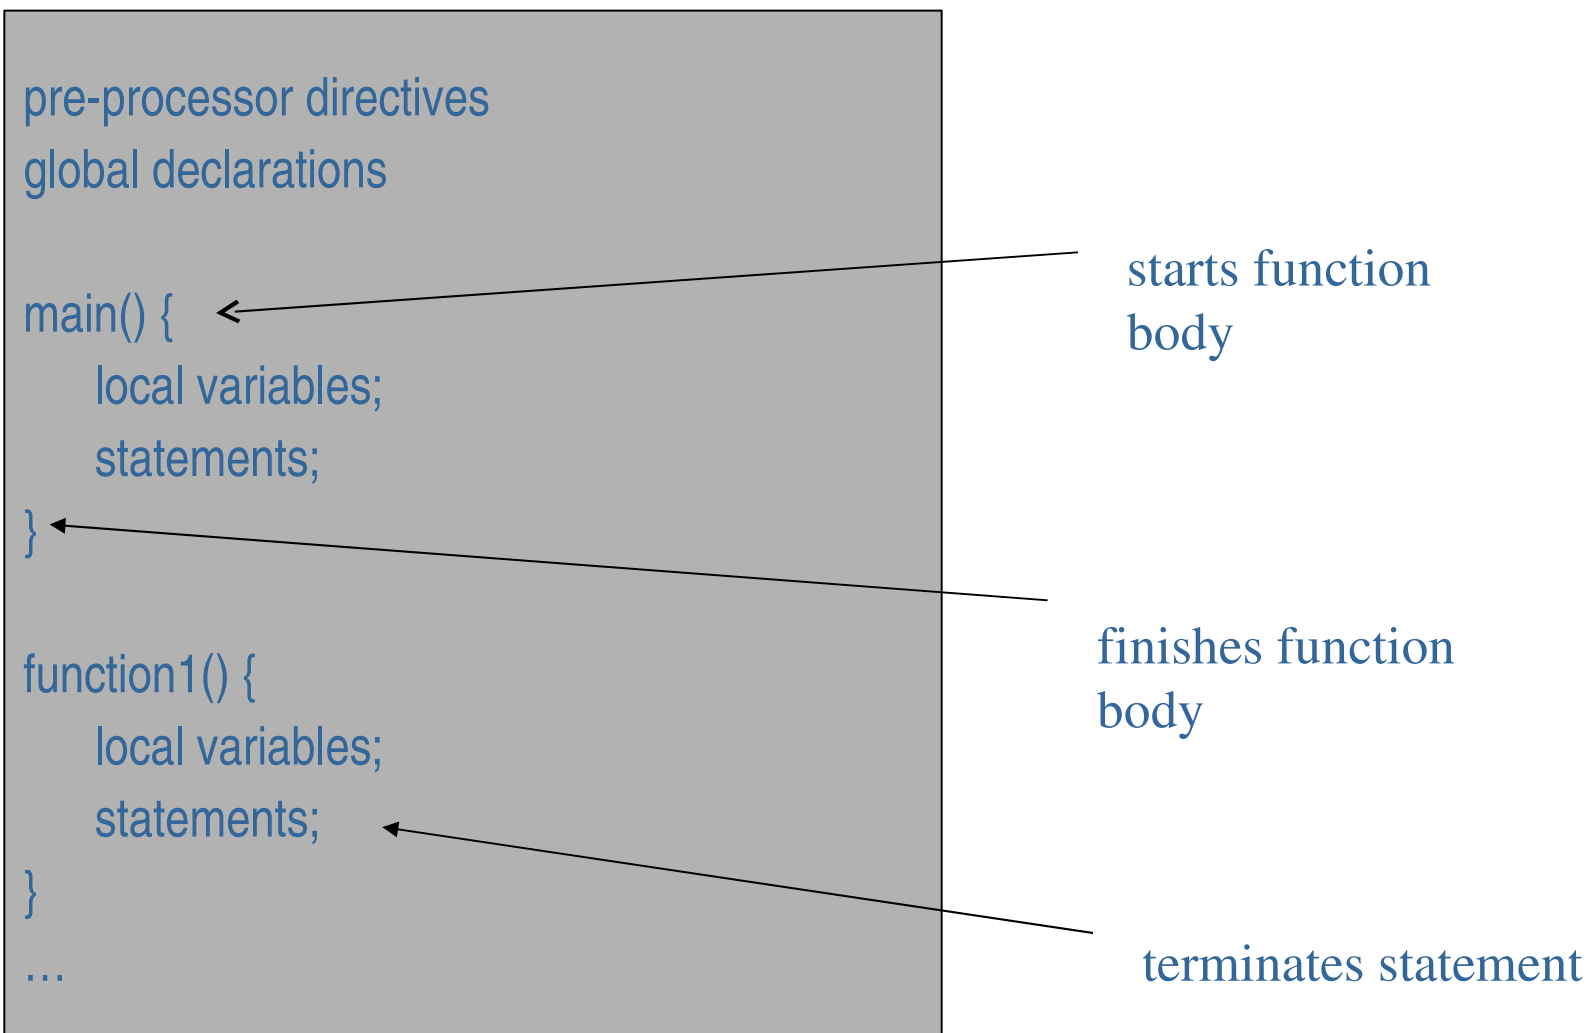 pre-processor directives
global declarations
main() {
local variables;
statements;
}
function1() {
local variables;
statements;
}
…
starts function
body
finishes function
body
terminates statement